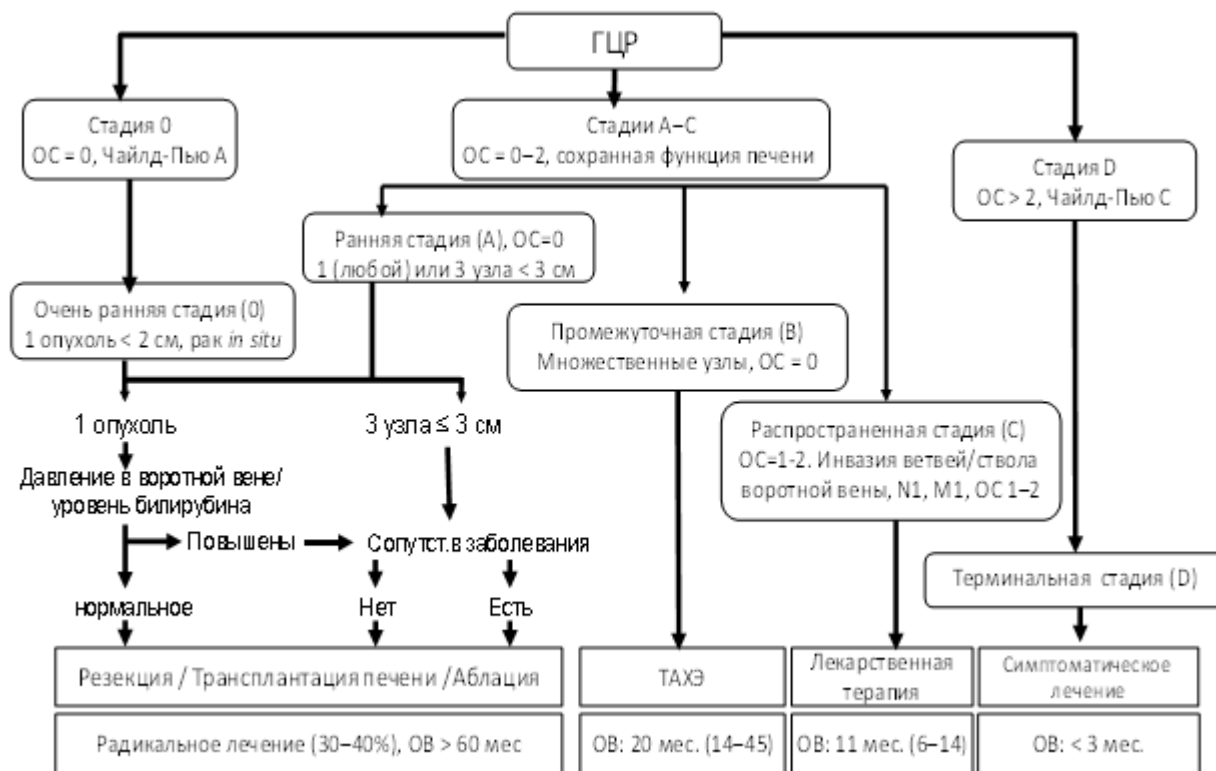 ГЦР
Стадия 0
ОС = 0, Чайлд-Пью А
Стадии А–С
ОС = 0–2, сохранная функция печени
Стадия D
ОС > 2, Чайлд-Пью С
Ранняя стадия (А), ОС=0
1 (любой) или 3 узла < 3 см
Очень ранняя стадия (0)
1 опухоль < 2 см, рак in situ
Промежуточная стадия (В)
Множественные узлы, ОС = 0
Распространенная стадия (С)
ОС=1-2. Инвазия ветвей/ствола
воротной вены, N1, M1, ОС 1–2
Терминальная стадия (D)
1 опухоль
3 узла ≤ 3 см
Давление в воротной вене/
уровень билирубина
Повышены
Сопутст.в заболевания
нормальное
Нет
Есть
Резекция / Трансплантация печени /Аблация
ТАХЭ
Лекарственная
терапия
Симптоматическое
лечение
Радикальное лечение (30–40%), ОВ > 60 мес
ОВ: 20 мес. (14–45)
ОВ: 11 мес. (6–14)
ОВ: < 3 мес.